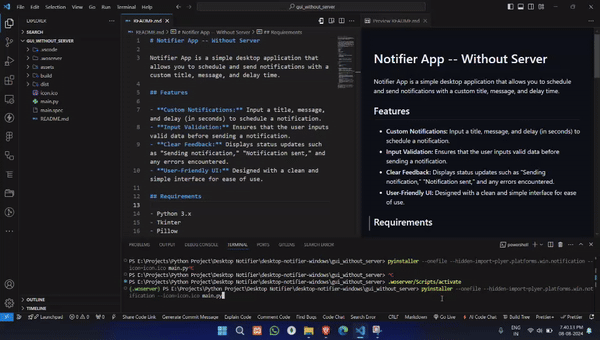 File Edit Selection View Go
gui_without_server
EXPLORER
SEARCH
GUI_WITHOUT_SERVER
.vscode
.woserver
assets
build
dist
icon.ico
main.py
main.spec
README.md
OUTLINE
TIMELINE
README.md
README.md > # Notifier App -- Without Server > ## Requirements
1 # Notifier App -- Without Server
Notifier App is a simple desktop application that
allows you to schedule and send notifications with a
custom title, message, and delay time.
## Features
- **Custom Notifications:** Input a title, message,
and delay (in seconds) to schedule a notification.
- **Input Validation:** Ensures that the user inputs
valid data before sending a notification.
- **Clear Feedback:** Displays status updates such
as "Sending notification," "Notification sent," and
any errors encountered.
- **User-Friendly UI:** Designed with a clean and
simple interface for ease of use.
## Requirements
- Python 3.x
- Tkinter
- Pillow
Preview README.md
Notifier App -- Without Server
Notifier App is a simple desktop application that allows you to schedule
and send notifications with a custom title, message, and delay time.
Features
• Custom Notifications: Input a title, message, and delay (in seconds) to
schedule a notification.
• Input Validation: Ensures that the user inputs valid data before
sending a notification.
• Clear Feedback: Displays status updates such as "Sending
notification," "Notification sent," and any errors encountered.
• User-Friendly UI: Designed with a clean and simple interface for ease
of use.
Requirements
PROBLEMS OUTPUT DEBUG CONSOLE TERMINAL PORTS GITLENS DEBUG
powershell
PS E:\Projects\Python Project\Desktop Notifier\desktop-notifier-windows\gui_without_server> pyinstaller --onefile --hidden-import=plyer.platforms.win.notification --
icon=icon.ico main.py^C
PS E:\Projects\Python Project\Desktop Notifier\desktop-notifier-windows\gui_without_server> ^C
PS E:\Projects\Python Project\Desktop Notifier\desktop-notifier-windows\gui_without_server> .woserver/Scripts/activate
(.woserver) PS E:\Projects\Python Project\Desktop Notifier\desktop-notifier-windows\gui_without_server> pyinstaller --onefile --hidden-import=plyer.platforms.win.not
ification --icon=icon.ico main.py
Launchpad 0 0 0 Share Code Link Generate Commit Message Explain Code Comment Code Find Bugs Code Chat Search Error
CRLF Markdown Go Live AI Code Chat Build Tree Prettier
ENG
IN
7:40:13 PM
08-08-2024